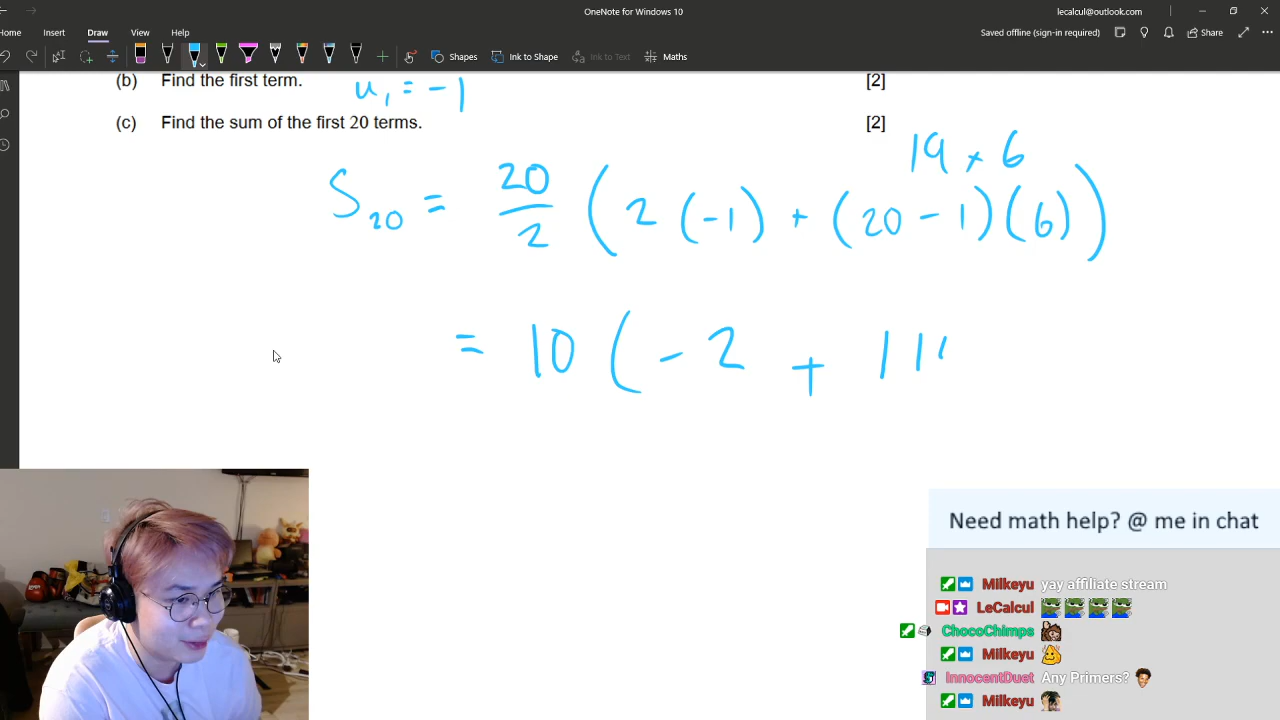 OneNote for Windows 10
lecalcul@outlook.com
Home Insert Draw View Help
Saved offline (sign-in required) Share
Shapes Ink to Shape Ink to Text Maths
(b) Find the first term. u₁ = -1 [2]
(c) Find the sum of the first 20 terms. [2]
19 × 6
S₂₀ = 20/2 (2(-1) + (20 - 1)(6))
= 10 (-2 + 11
Need math help? @ me in chat
Milkeyu yay affiliate stream
LeCalcul
ChocoChimps
Milkeyu
InnocentDuet Any Primers?
Milkeyu